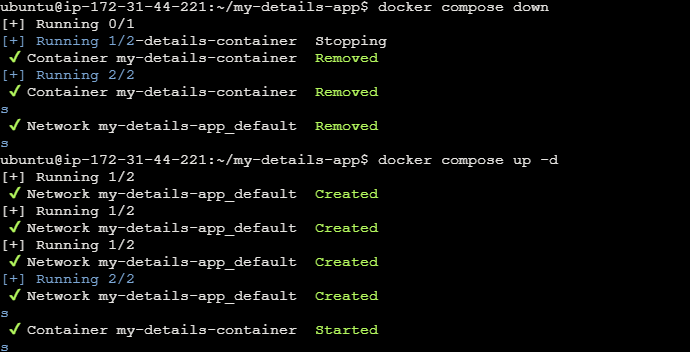 ubuntu@ip-172-31-44-221:~/my-details-app$ docker compose down
[+] Running 0/1
[+] Running 1/2-details-container  Stopping
✔ Container my-details-container  Removed
[+] Running 2/2
✔ Container my-details-container  Removed
s
✔ Network my-details-app_default  Removed
s
ubuntu@ip-172-31-44-221:~/my-details-app$ docker compose up -d
[+] Running 1/2
✔ Network my-details-app_default  Created
[+] Running 1/2
✔ Network my-details-app_default  Created
[+] Running 1/2
✔ Network my-details-app_default  Created
[+] Running 2/2
✔ Network my-details-app_default  Created
s
✔ Container my-details-container  Started
s